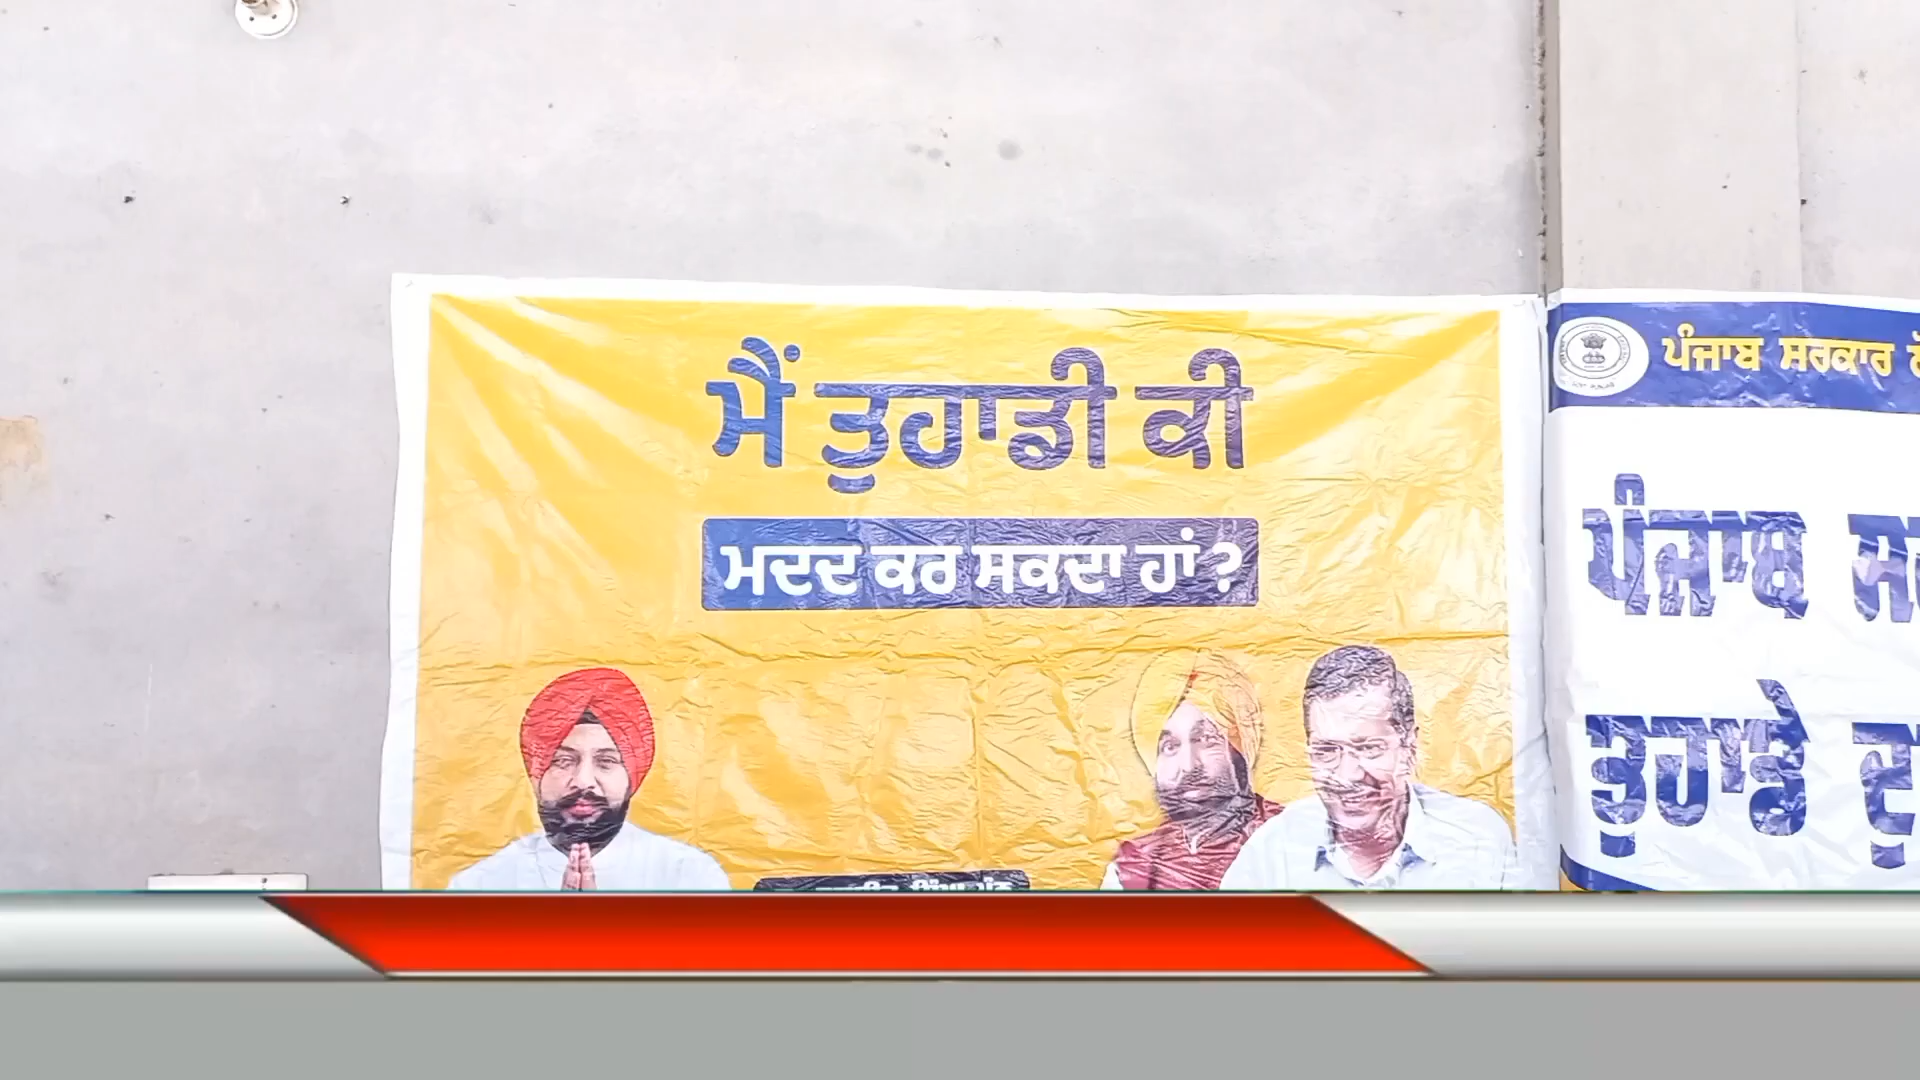 ਮੈਂ ਤੁਹਾਡੀ ਕੀ
ਮਦਦ ਕਰ ਸਕਦਾ ਹਾਂ?
ਪੰਜਾਬ ਸਰਕਾਰ
ਪੰਜਾਬ
ਤੁਹਾਡੇ